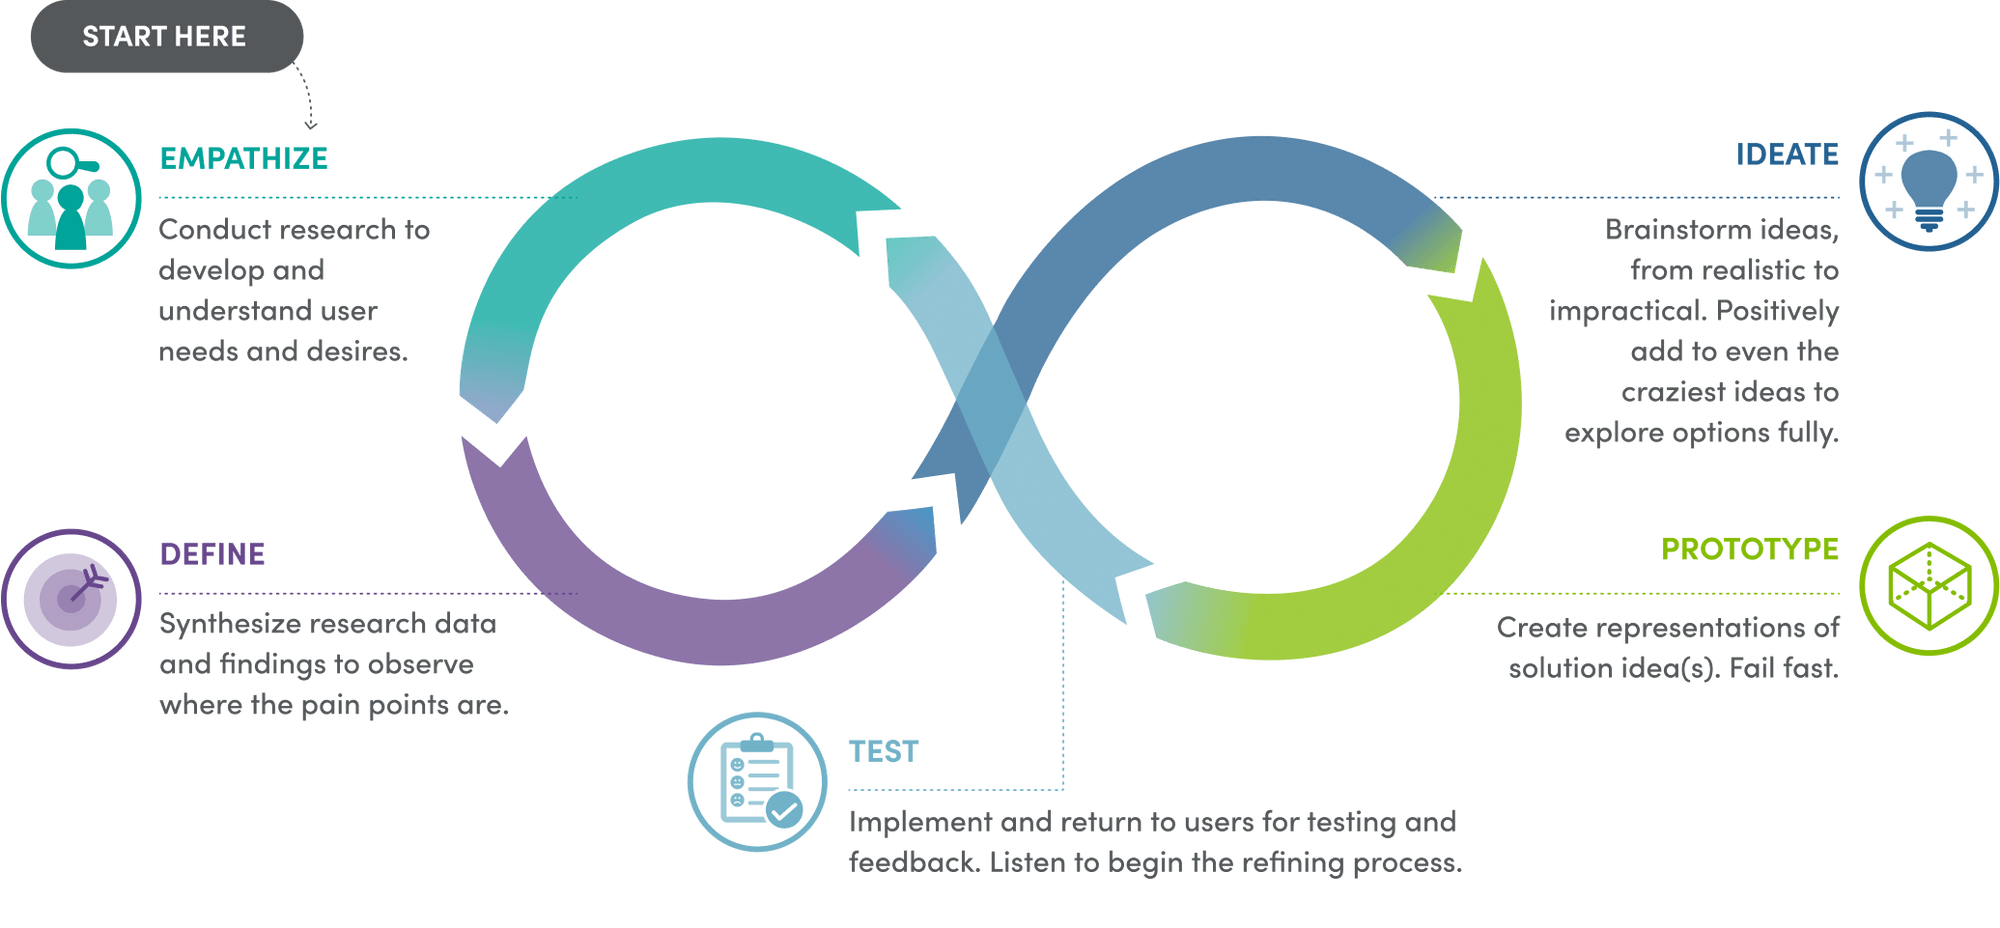 START HERE
EMPATHIZE
Conduct research to
develop and
understand user
needs and desires.
DEFINE
Synthesize research data
and findings to observe
where the pain points are.
IDEATE
Brainstorm ideas,
from realistic to
impractical. Positively
add to even the
craziest ideas to
explore options fully.
PROTOTYPE
Create representations of
solution idea(s). Fail fast.
TEST
Implement and return to users for testing and
feedback. Listen to begin the refining process.